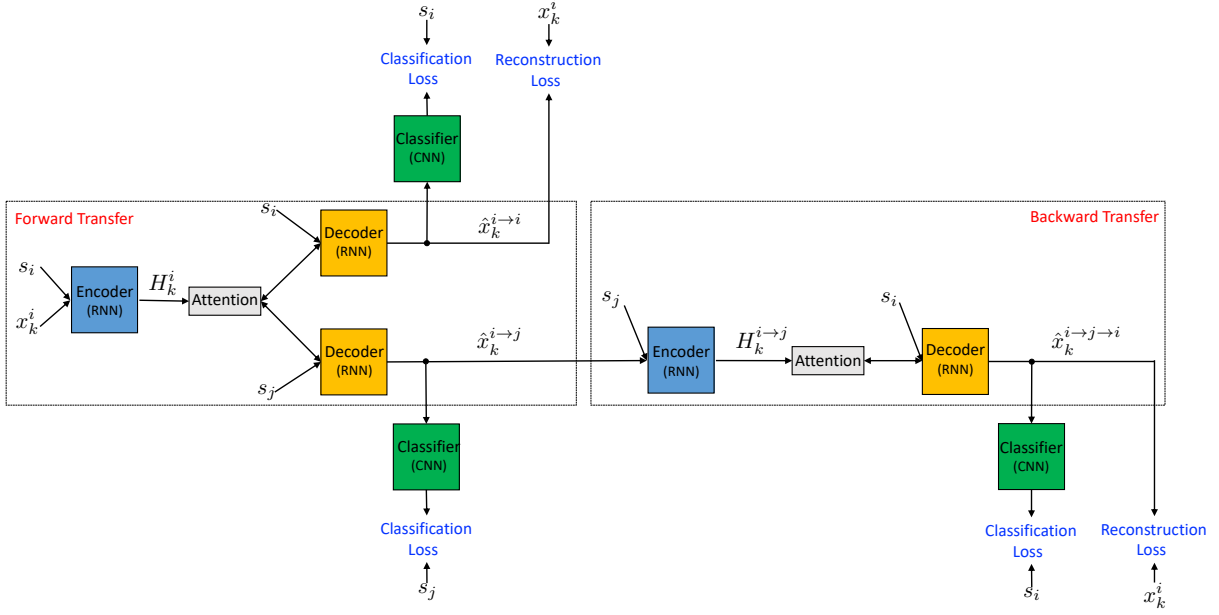 s_i
x_k^i
Classification
Loss
Reconstruction
Loss
Classifier
(CNN)
Forward Transfer
Backward Transfer
s_i
Decoder
(RNN)
x̂_k^{i→i}
s_i
x_k^i
Encoder
(RNN)
H_k^i
Attention
s_j
Decoder
(RNN)
x̂_k^{i→j}
s_j
Encoder
(RNN)
H_k^{i→j}
Attention
s_i
Decoder
(RNN)
x̂_k^{i→j→i}
Classifier
(CNN)
Classification
Loss
s_j
Classifier
(CNN)
Classification
Loss
s_i
Reconstruction
Loss
x_k^i